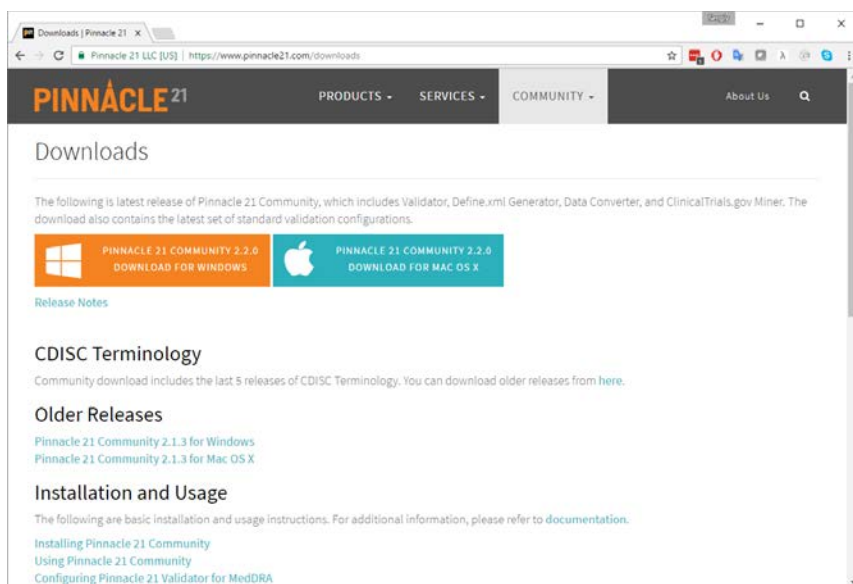 Downloads | Pinnacle 21
Pinnacle 21 LLC [US] | https://www.pinnacle21.com/downloads
PINNACLE 21
PRODUCTS
SERVICES
COMMUNITY
About Us
Downloads
The following is latest release of Pinnacle 21 Community, which includes Validator, Define.xml Generator, Data Converter, and ClinicalTrials.gov Miner. The
download also contains the latest set of standard validation configurations.
PINNACLE 21 COMMUNITY 2.2.0
DOWNLOAD FOR WINDOWS
PINNACLE 21 COMMUNITY 2.2.0
DOWNLOAD FOR MAC OS X
Release Notes
CDISC Terminology
Community download includes the last 5 releases of CDISC Terminology. You can download older releases from here.
Older Releases
Pinnacle 21 Community 2.1.3 for Windows
Pinnacle 21 Community 2.1.3 for Mac OS X
Installation and Usage
The following are basic installation and usage instructions. For additional information, please refer to documentation.
Installing Pinnacle 21 Community
Using Pinnacle 21 Community
Configuring Pinnacle 21 Validator for MedDRA